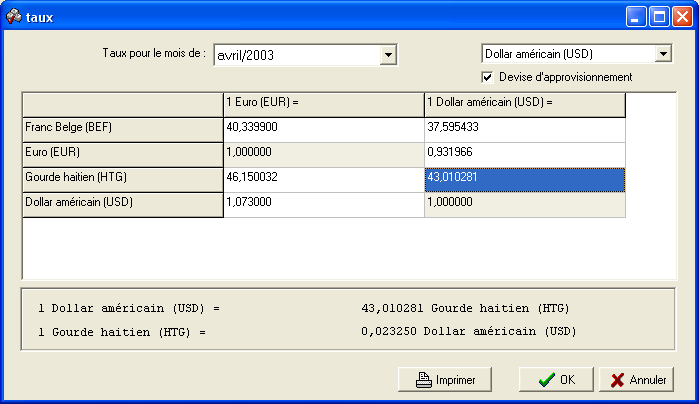 taux
Taux pour le mois de : avril/2003 Dollar américain (USD)
Devise d'approvisionnement
1 Euro (EUR) = 1 Dollar américain (USD) =
Franc Belge (BEF) 40,339900 37,595433
Euro (EUR) 1,000000 0,931966
Gourde haitien (HTG) 46,150032 43,010281
Dollar américain (USD) 1,073000 1,000000
1 Dollar américain (USD) = 43,010281 Gourde haitien (HTG)
1 Gourde haitien (HTG) = 0,023250 Dollar américain (USD)
Imprimer OK Annuler